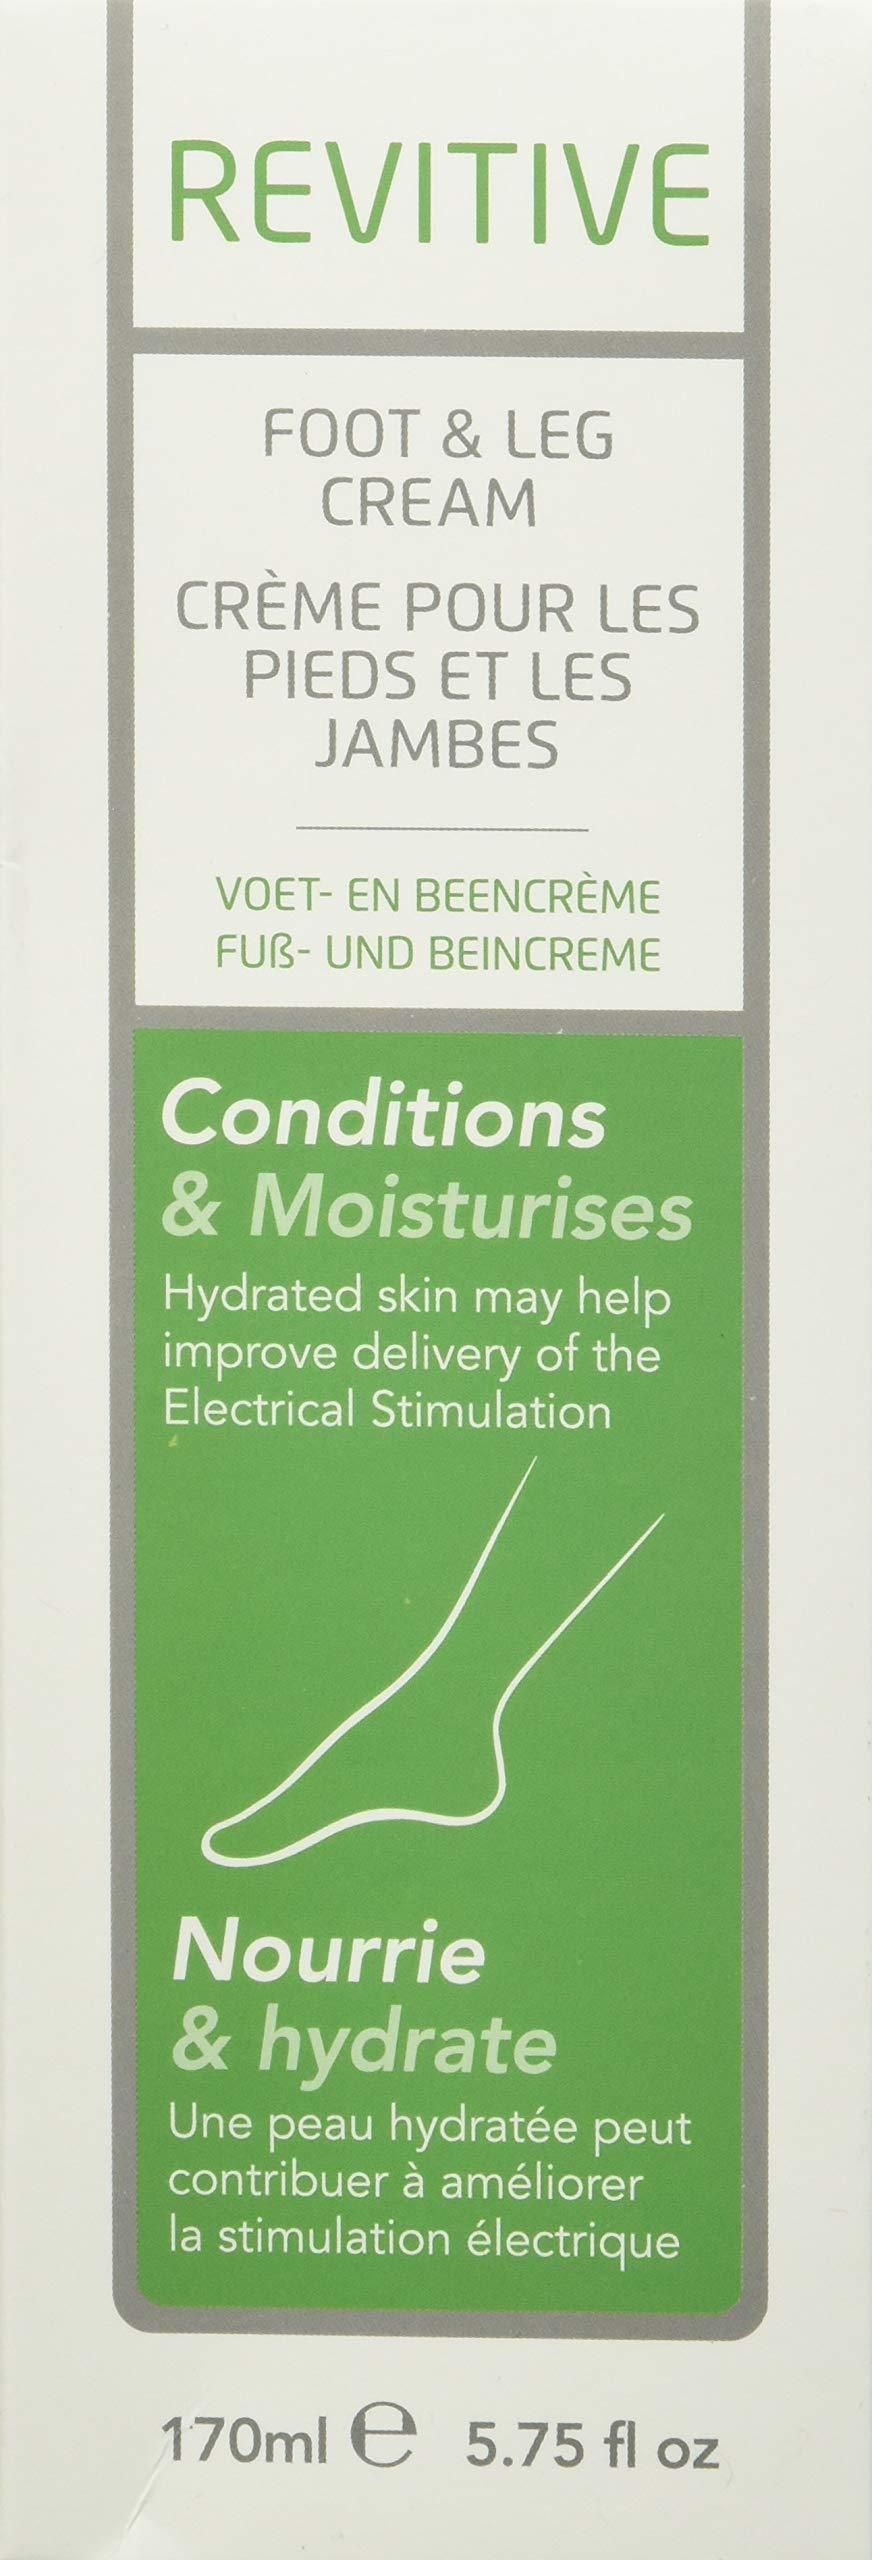 REVITIVE
FOOT & LEG
CREAM
CRÈME POUR LES
PIEDS ET LES
JAMBES
VOET- EN BEENCRÈME
FUß- UND BEINCREME
Conditions
& Moisturises
Hydrated skin may help
improve delivery of the
Electrical Stimulation
Nourrie
& hydrate
Une peau hydratée peut
contribuer à améliorer
la stimulation électrique
170ml ℮ 5.75 fl oz